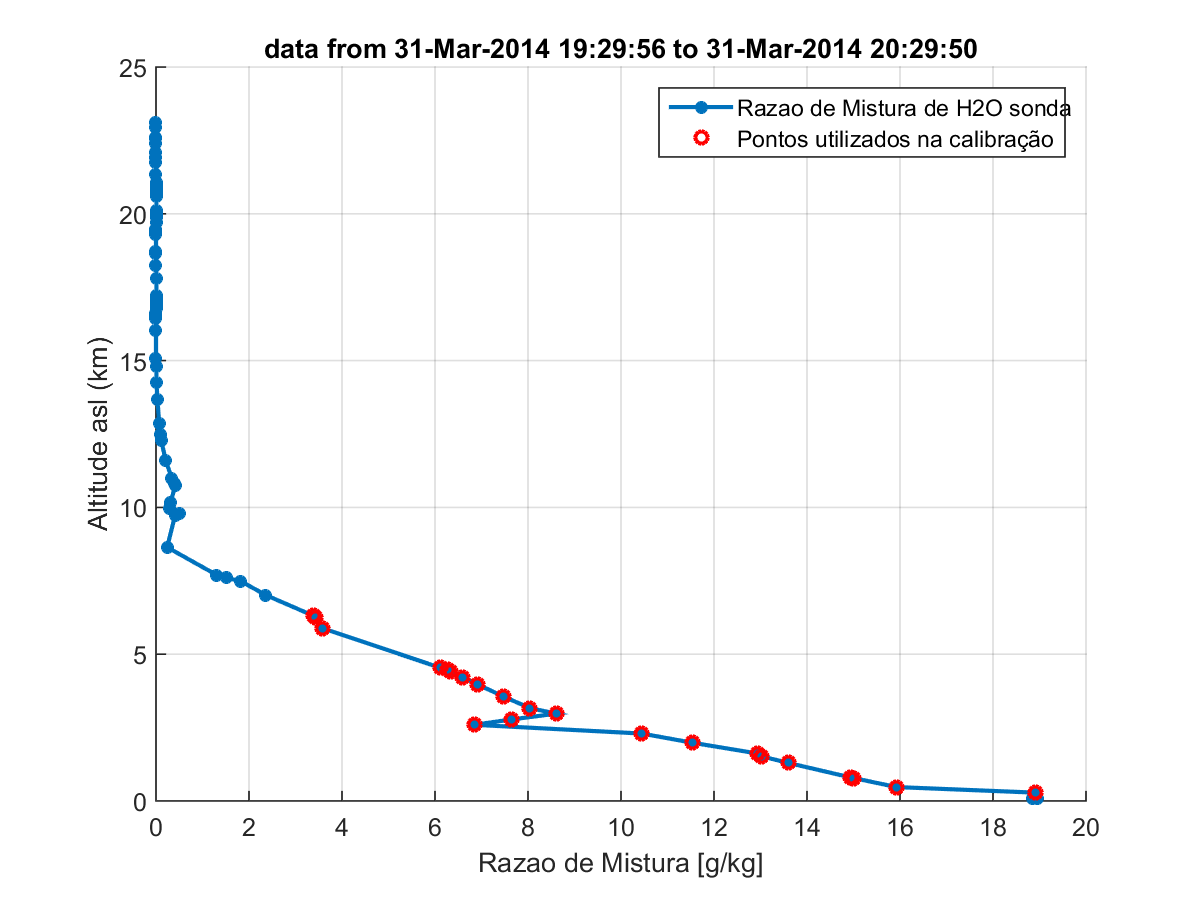 data from 31-Mar-2014 19:29:56 to 31-Mar-2014 20:29:50
Razao de Mistura de H2O sonda
Pontos utilizados na calibração
Altitude asl (km)
25
20
15
10
5
0
0 2 4 6 8 10 12 14 16 18 20
Razao de Mistura [g/kg]